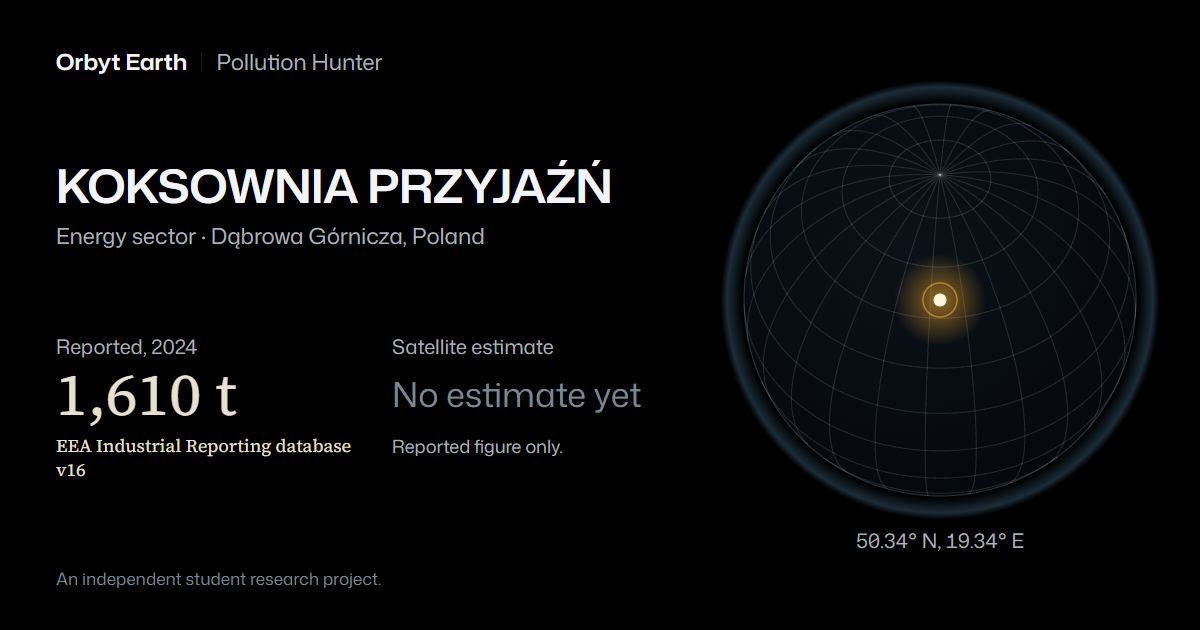 Orbyt Earth | Pollution Hunter
KOKSOWNIA PRZYJAŹŃ
Energy sector · Dąbrowa Górnicza, Poland
Reported, 2024
1,610 t
EEA Industrial Reporting database
v16
Satellite estimate
No estimate yet
Reported figure only.
50.34° N, 19.34° E
An independent student research project.